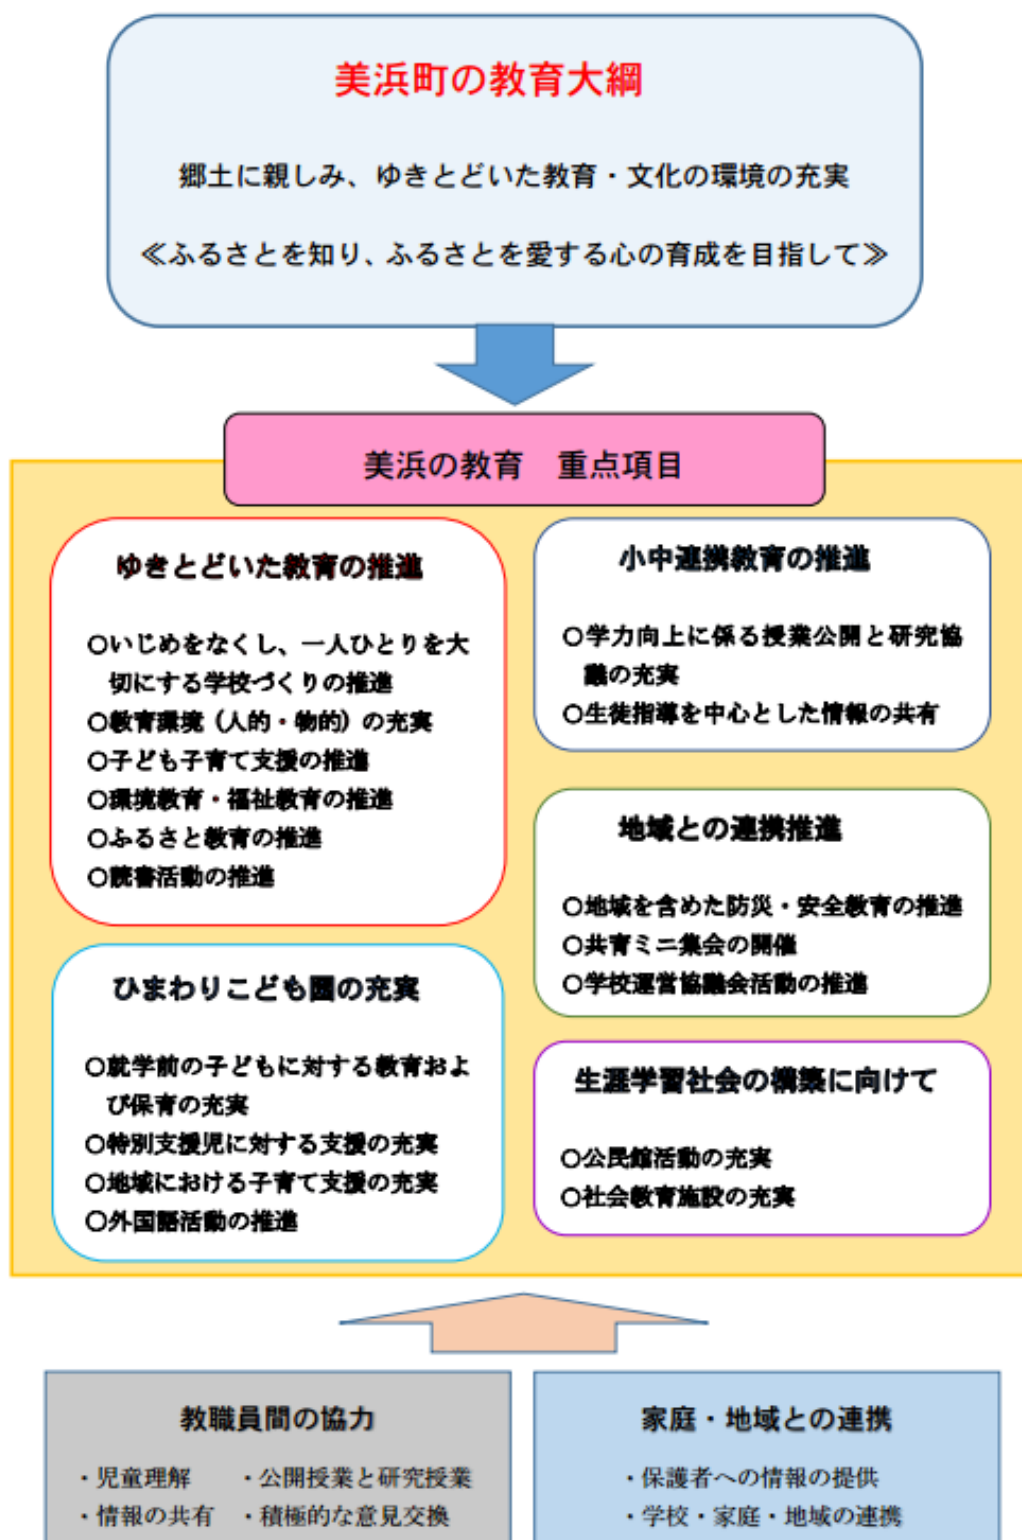 美浜町の教育大綱
郷土に親しみ、ゆきとどいた教育・文化の環境の充実
≪ふるさとを知り、ふるさとを愛する心の育成を目指して≫
美浜の教育　重点項目
ゆきとどいた教育の推進
○いじめをなくし、一人ひとりを大
切にする学校づくりの推進
○教育環境（人的・物的）の充実
○子ども子育て支援の推進
○環境教育・福祉教育の推進
○ふるさと教育の推進
○読書活動の推進
ひまわりこども園の充実
○就学前の子どもに対する教育およ
び保育の充実
○特別支援児に対する支援の充実
○地域における子育て支援の充実
○外国語活動の推進
小中連携教育の推進
○学力向上に係る授業公開と研究協
議の充実
○生徒指導を中心とした情報の共有
地域との連携推進
○地域を含めた防災・安全教育の推進
○共育ミニ集会の開催
○学校運営協議会活動の推進
生涯学習社会の構築に向けて
○公民館活動の充実
○社会教育施設の充実
教職員間の協力
・児童理解　・公開授業と研究授業
・情報の共有　・積極的な意見交換
家庭・地域との連携
・保護者への情報の提供
・学校・家庭・地域の連携